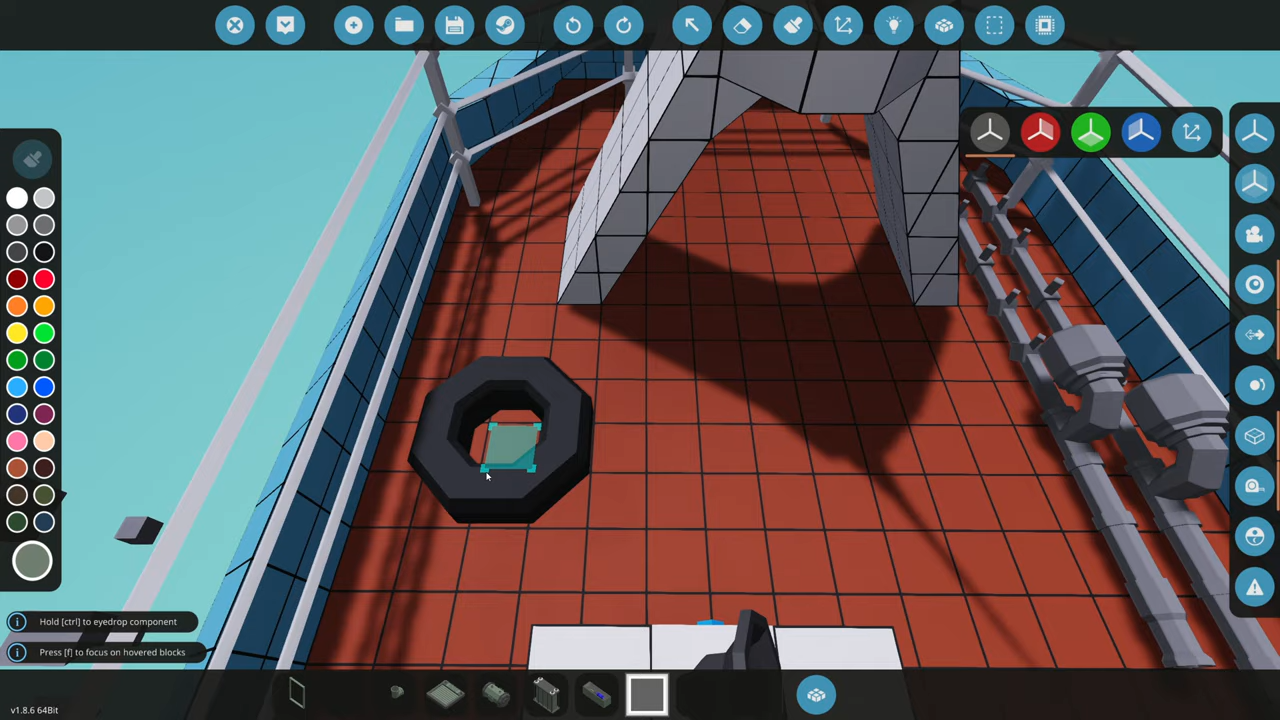 Hold [ctrl] to eyedrop component
Press [f] to focus on hovered blocks
v1.8.6 64Bit